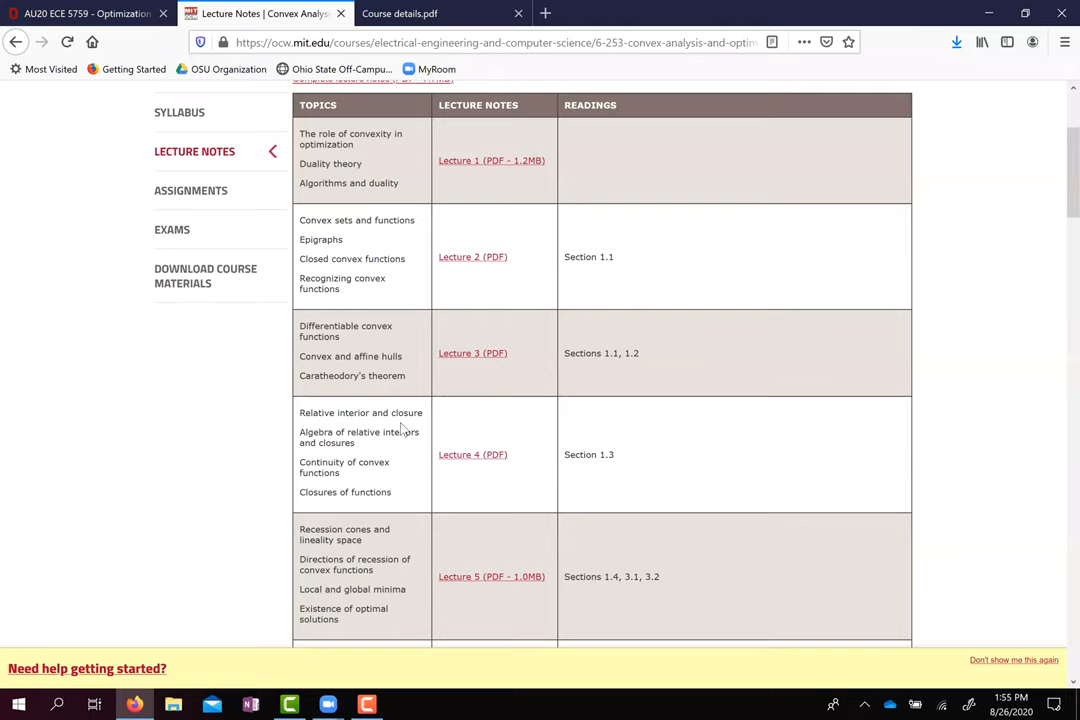 AU20 ECE 5759 - Optimization
Lecture Notes | Convex Analys
Course details.pdf
https://ocw.mit.edu/courses/electrical-engineering-and-computer-science/6-253-convex-analysis-and-optim
Most Visited
Getting Started
OSU Organization
Ohio State Off-Campu...
MyRoom
SYLLABUS
LECTURE NOTES
ASSIGNMENTS
EXAMS
DOWNLOAD COURSE
MATERIALS
TOPICS
LECTURE NOTES
READINGS
The role of convexity in
optimization
Duality theory
Algorithms and duality
Lecture 1 (PDF - 1.2MB)
Convex sets and functions
Epigraphs
Closed convex functions
Recognizing convex
functions
Lecture 2 (PDF)
Section 1.1
Differentiable convex
functions
Convex and affine hulls
Caratheodory's theorem
Lecture 3 (PDF)
Sections 1.1, 1.2
Relative interior and closure
Algebra of relative interiors
and closures
Continuity of convex
functions
Closures of functions
Lecture 4 (PDF)
Section 1.3
Recession cones and
lineality space
Directions of recession of
convex functions
Local and global minima
Existence of optimal
solutions
Lecture 5 (PDF - 1.0MB)
Sections 1.4, 3.1, 3.2
Need help getting started?
Don't show me this again
1:55 PM
8/26/2020